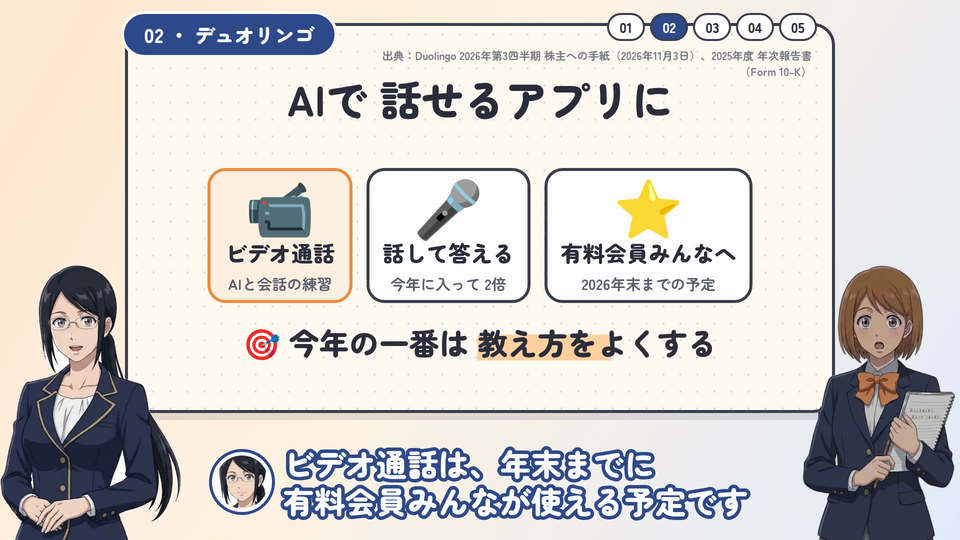 02 ・ デュオリンゴ
01 02 03 04 05
出典：Duolingo 2026年第3四半期 株主への手紙（2026年11月3日）、2025年度 年次報告書
（Form 10-K）
AIで 話せるアプリに
ビデオ通話
AIと会話の練習
話して答える
今年に入って 2倍
有料会員みんなへ
2026年末までの予定
今年の一番は 教え方をよくする
ビデオ通話は、年末までに
有料会員みんなが使える予定です